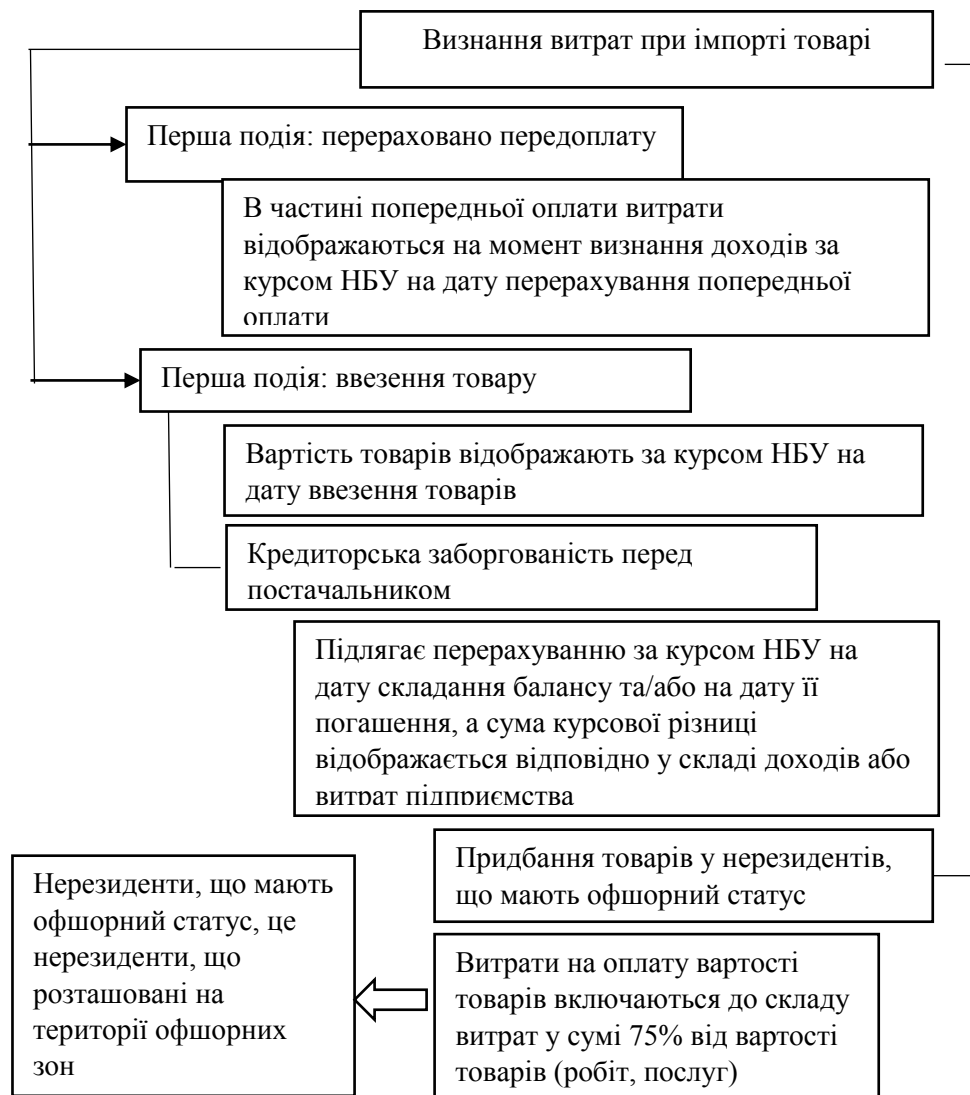 Визнання витрат при імпорті товарі
Перша подія: перераховано передоплату
В частині попередньої оплати витрати
відображаються на момент визнання доходів за
курсом НБУ на дату перерахування попередньої
оплати
Перша подія: ввезення товару
Вартість товарів відображають за курсом НБУ на
дату ввезення товарів
Кредиторська заборгованість перед
постачальником
Підлягає перерахуванню за курсом НБУ на
дату складання балансу та/або на дату її
погашення, а сума курсової різниці
відображається відповідно у складі доходів або
витрат підприємства
Придбання товарів у нерезидентів,
що мають офшорний статус
Нерезиденти, що мають
офшорний статус, це
нерезиденти, що
розташовані на
території офшорних
зон
Витрати на оплату вартості
товарів включаються до складу
витрат у сумі 75% від вартості
товарів (робіт, послуг)